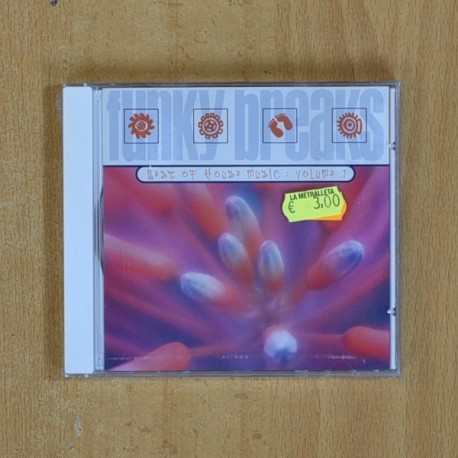 funky breaks
Best of House Music : Volume 7
LA METRALLETA
€ 3,00